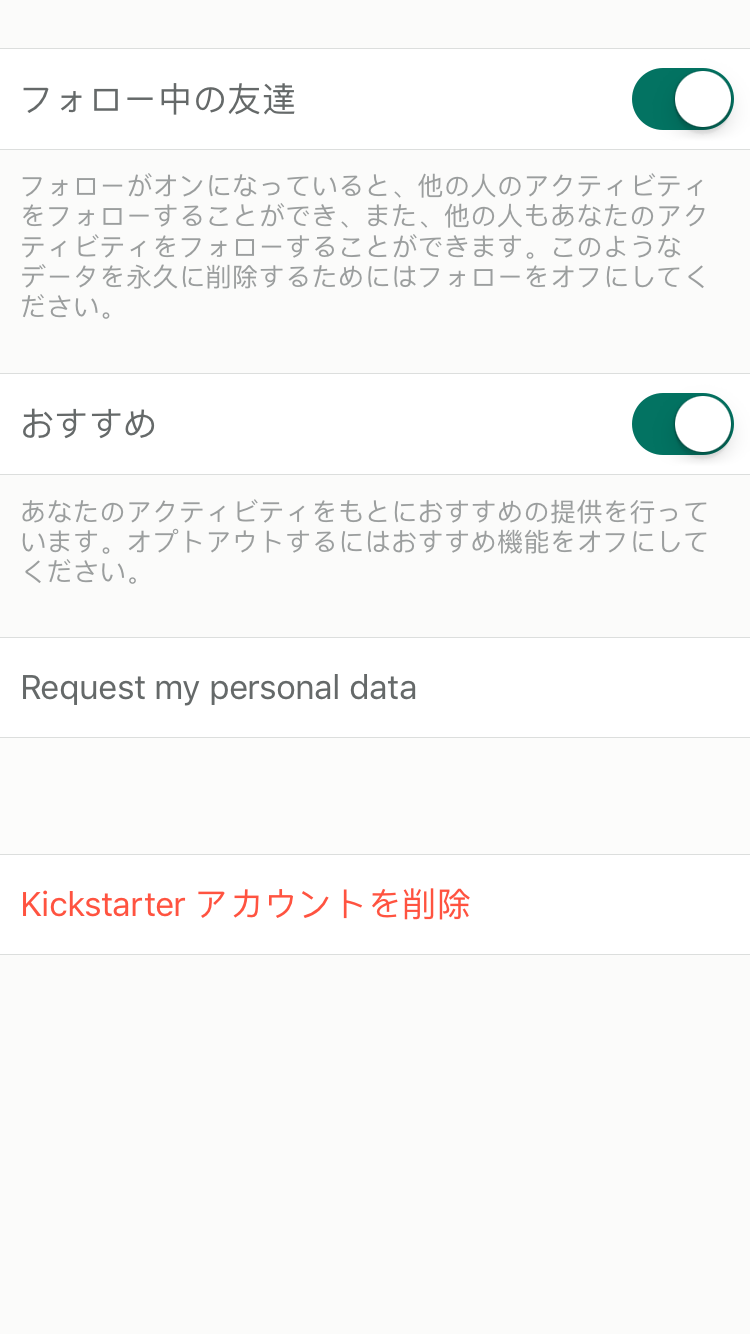 フォロー中の友達
フォローがオンになっていると、他の人のアクティビティ
をフォローすることができ、また、他の人もあなたのアク
ティビティをフォローすることができます。このような
データを永久に削除するためにはフォローをオフにしてく
ださい。
おすすめ
あなたのアクティビティをもとにおすすめの提供を行って
います。オプトアウトするにはおすすめ機能をオフにして
ください。
Request my personal data
Kickstarter アカウントを削除